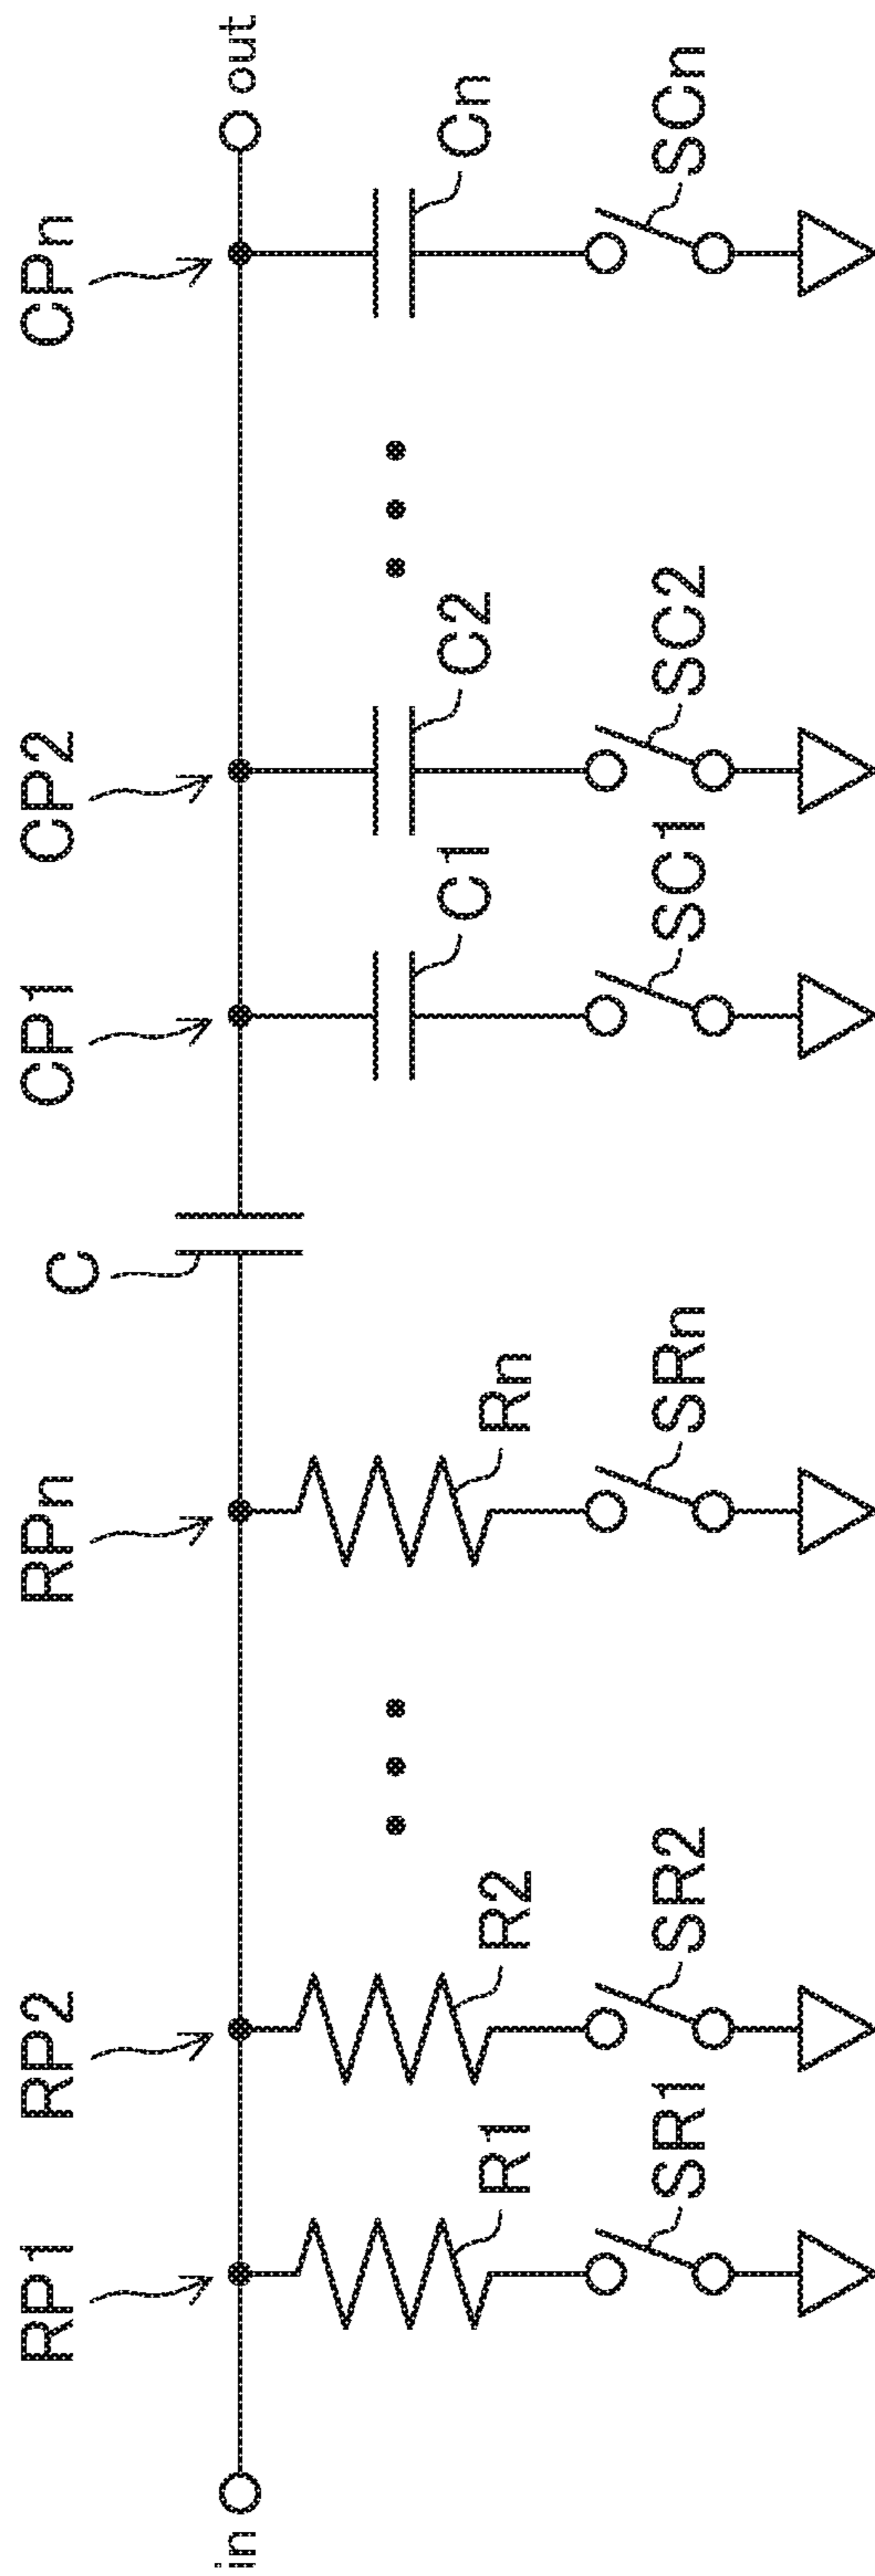 RP1
RP2
RPn
C
CP1
CP2
CPn
in
out
R1
R2
Rn
C1
C2
Cn
SR1
SR2
SRn
SC1
SC2
SCn